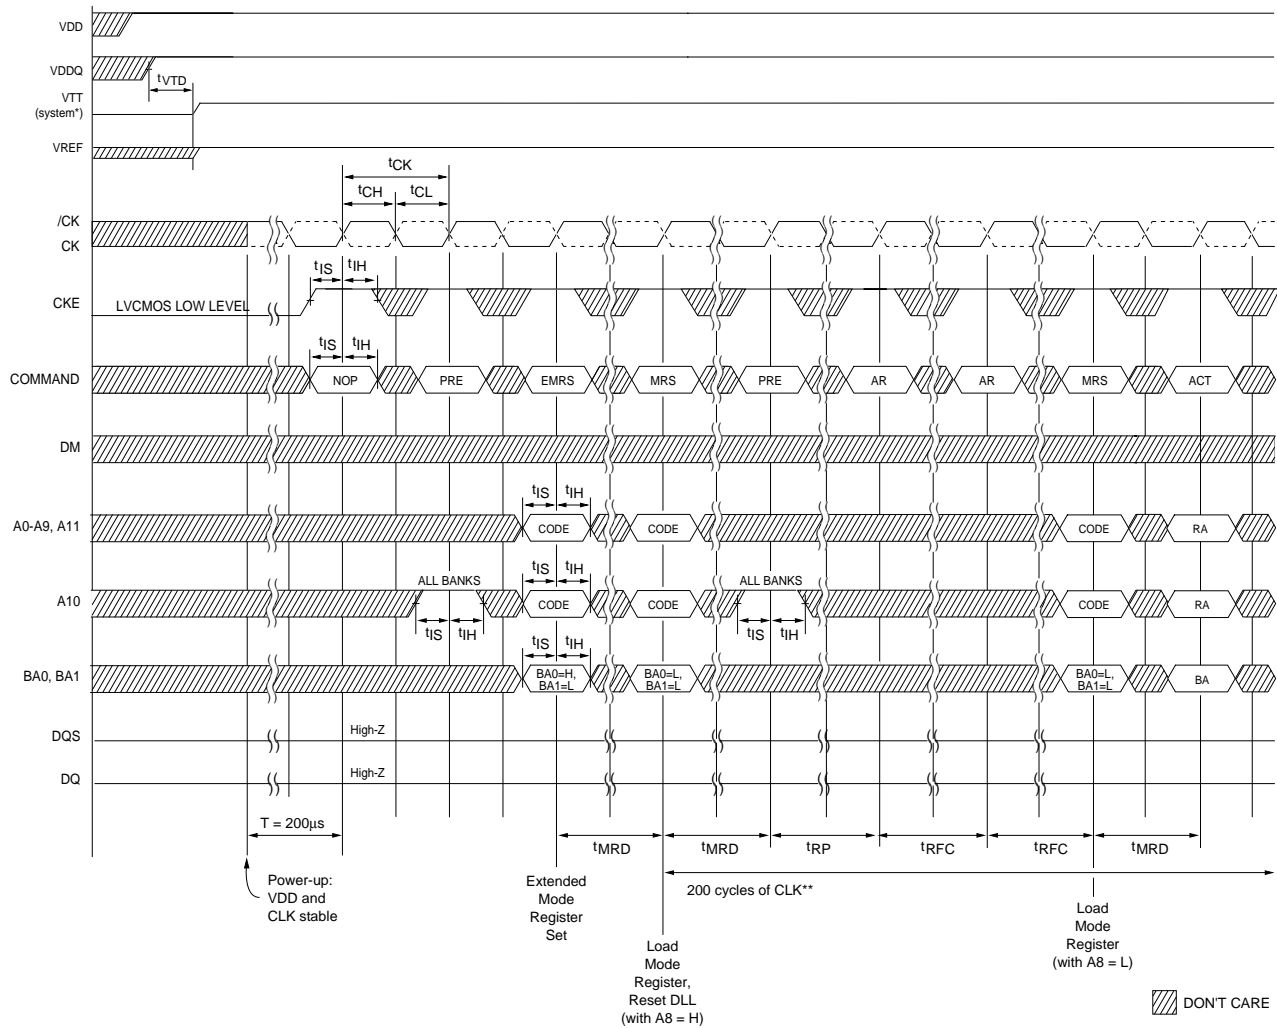 VDD
VDDQ
tVTD
VTT
(system*)
VREF
tCK
tCH tCL
/CK
CK
tIS tIH
CKE
LVCMOS LOW LEVEL
tIS tIH
COMMAND NOP PRE EMRS MRS PRE AR AR MRS ACT
DM
tIS tIH
A0-A9, A11 CODE CODE CODE RA
ALL BANKS tIS tIH ALL BANKS
A10 CODE CODE CODE RA
tIS tIH tIS tIH
tIS tIH
BA0, BA1 BA0=H, BA0=L, BA0=L, BA
BA1=L BA1=L BA1=L
DQS High-Z
DQ High-Z
T = 200μs
tMRD tMRD tRP tRFC tRFC tMRD
Power-up:
VDD and
CLK stable
Extended
Mode
Register
Set
200 cycles of CLK**
Load
Mode
Register,
Reset DLL
(with A8 = H)
Load
Mode
Register
(with A8 = L)
DON'T CARE